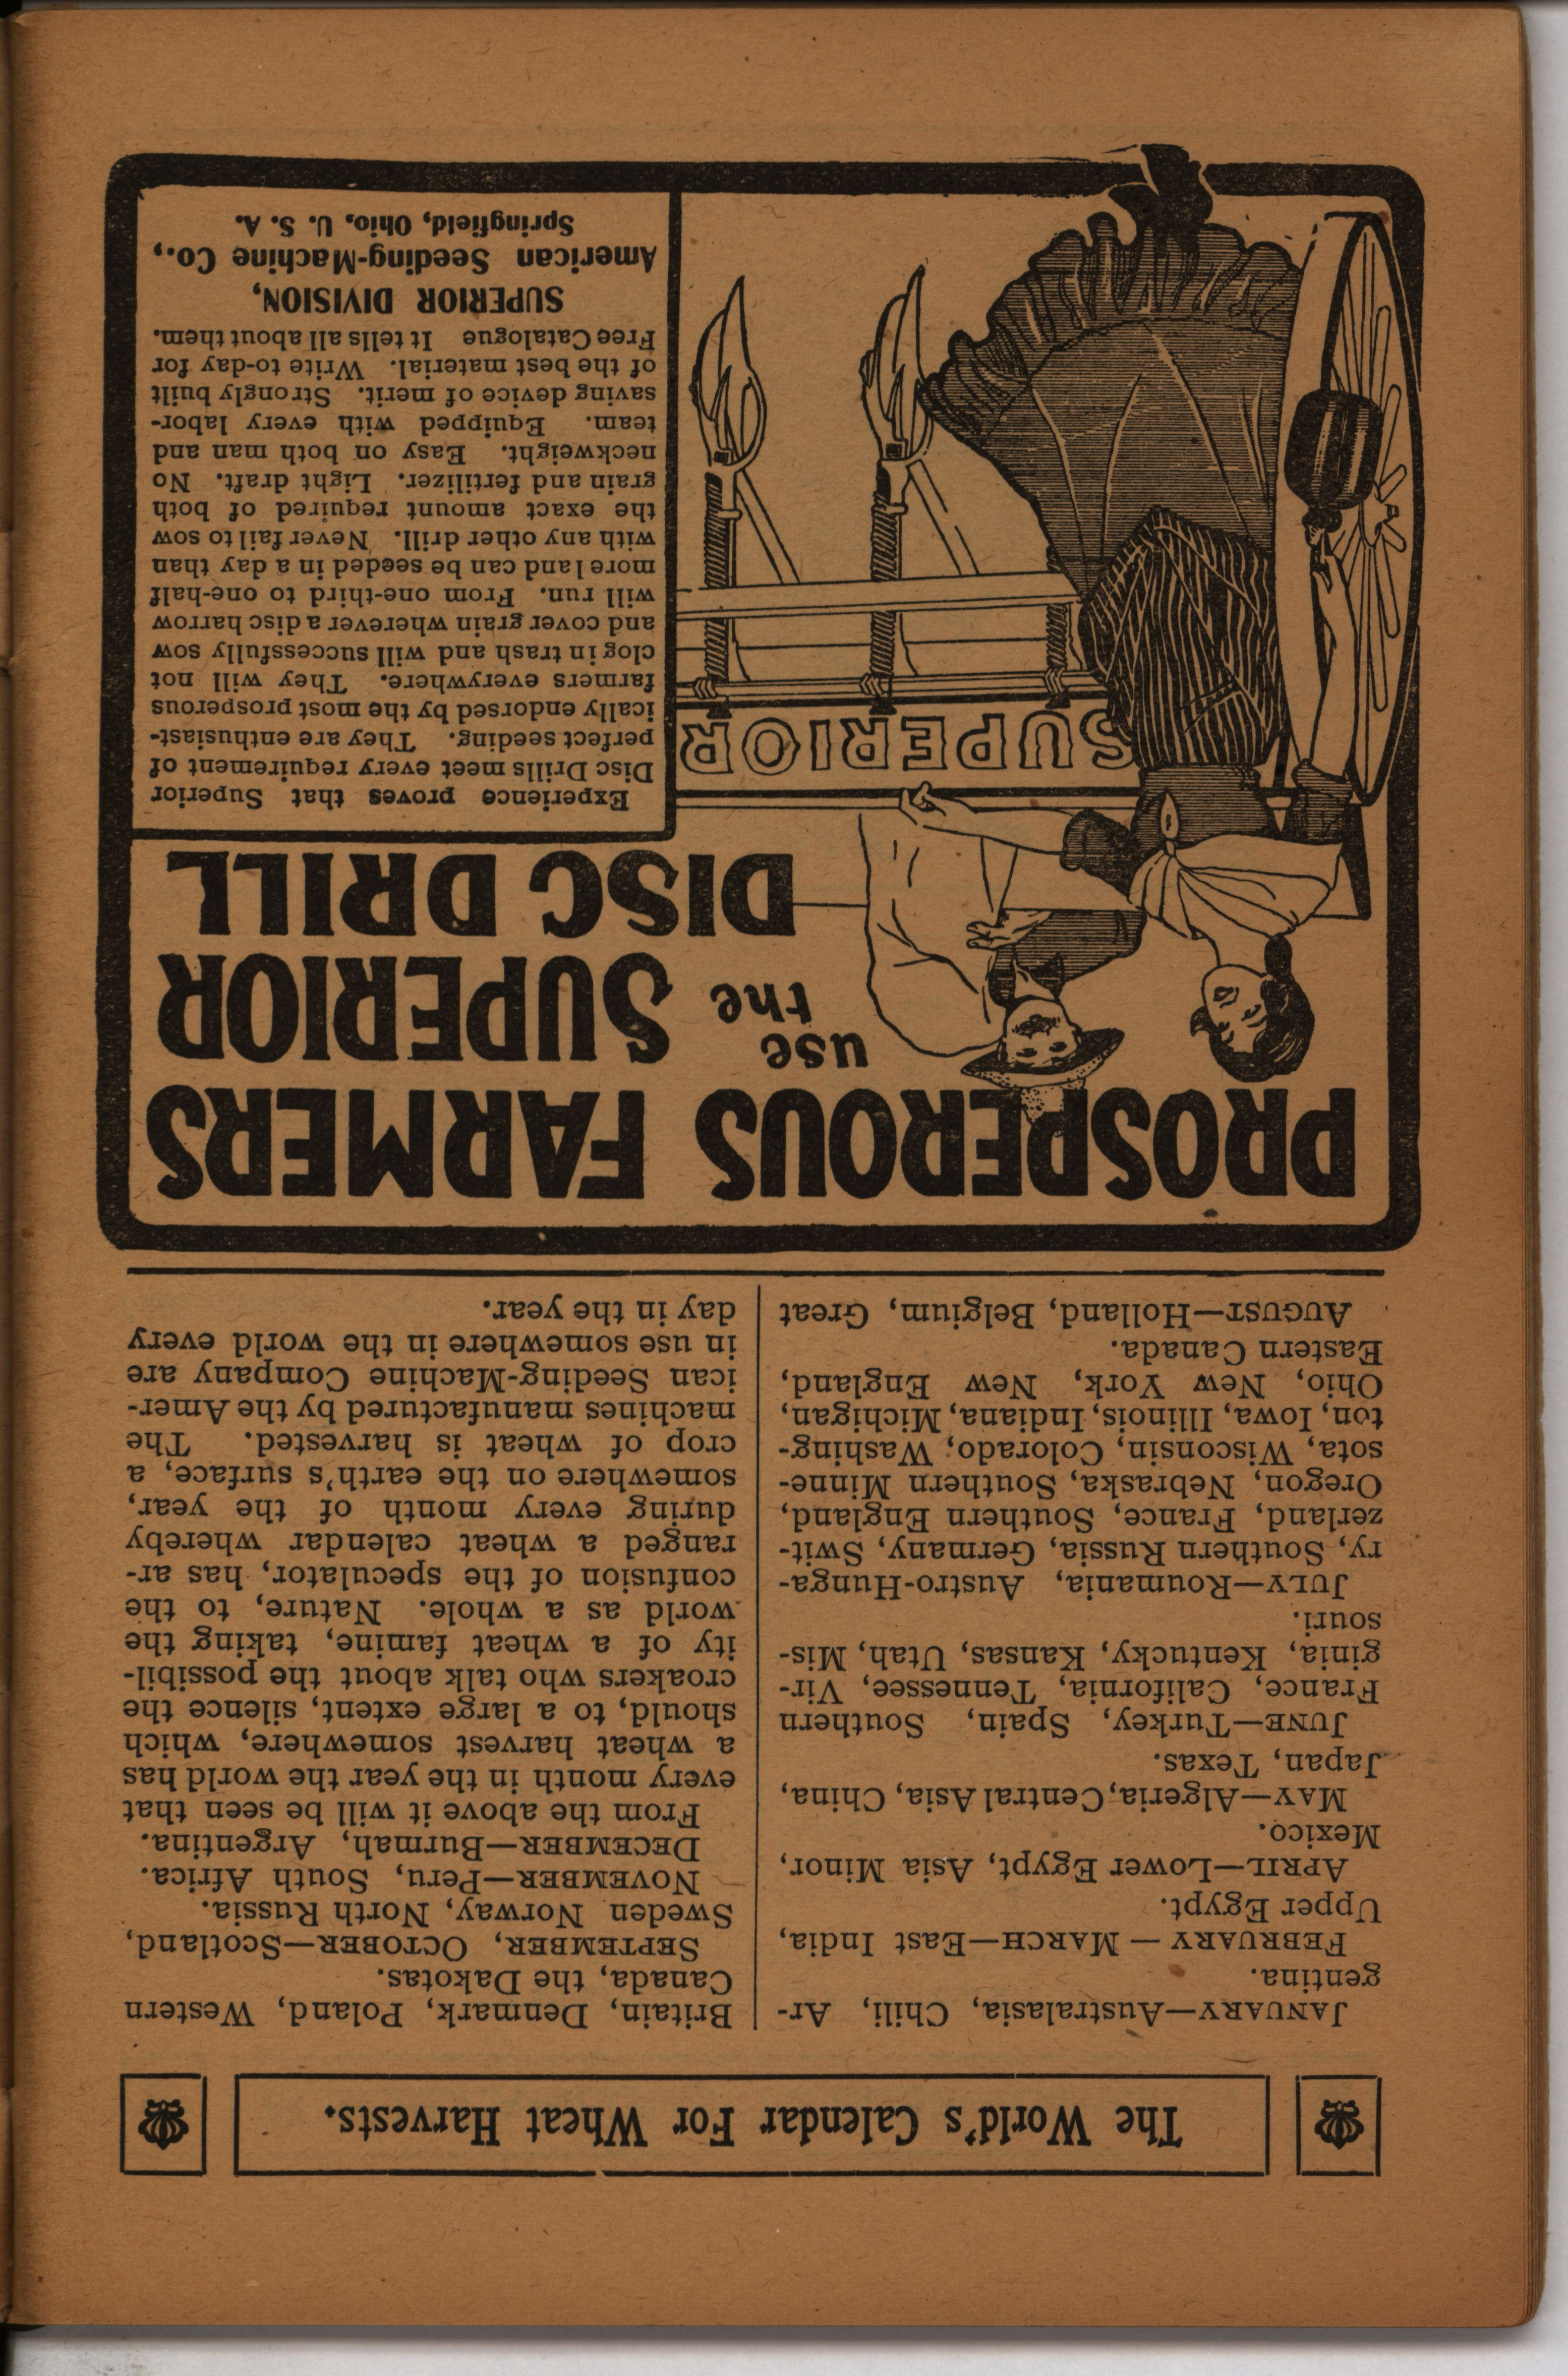 The World's Calendar For Wheat Harvests.
JANUARY—Australasia, Chili, Ar-
gentina.
FEBRUARY — MARCH—East India,
Upper Egypt.
APRIL—Lower Egypt, Asia Minor,
Mexico.
MAY—Algeria, Central Asia, China,
Japan, Texas.
JUNE—Turkey, Spain, Southern
France, California, Tennessee, Vir-
ginia, Kentucky, Kansas, Utah, Mis-
souri.
JULY—Roumania, Austro-Hunga-
ry, Southern Russia, Germany, Swit-
zerland, France, Southern England,
Oregon, Nebraska, Southern Minne-
sota, Wisconsin, Colorado, Washing-
ton, Iowa, Illinois, Indiana, Michigan,
Ohio, New York, New England,
Eastern Canada.
AUGUST—Holland, Belgium, Great
Britain, Denmark, Poland, Western
Canada, the Dakotas.
SEPTEMBER, OCTOBER—Scotland,
Sweden Norway, North Russia.
NOVEMBER—Peru, South Africa.
DECEMBER—Burmah, Argentina.
From the above it will be seen that
every month in the year the world has
a wheat harvest somewhere, which
should, to a large extent, silence the
croakers who talk about the possibil-
ity of a wheat famine, taking the
world as a whole. Nature, to the
confusion of the speculator, has ar-
ranged a wheat calendar whereby
during every month of the year,
somewhere on the earth's surface, a
crop of wheat is harvested. The
machines manufactured by the Amer-
ican Seeding-Machine Company are
in use somewhere in the world every
day in the year.
PROSPEROUS FARMERS
use
the SUPERIOR
DISC DRILL
SUPERIOR
Experience proves that Superior
Disc Drills meet every requirement of
perfect seeding. They are enthusiast-
ically endorsed by the most prosperous
farmers everywhere. They will not
clog in trash and will successfully sow
and cover grain wherever a disc harrow
will run. From one-third to one-half
more land can be seeded in a day than
with any other drill. Never fail to sow
the exact amount required of both
grain and fertilizer. Light draft. No
neckweight. Easy on both man and
team. Equipped with every labor-
saving device of merit. Strongly built
of the best material. Write to-day for
Free Catalogue It tells all about them.
SUPERIOR DIVISION,
American Seeding-Machine Co.,
Springfield, Ohio, U. S. A.